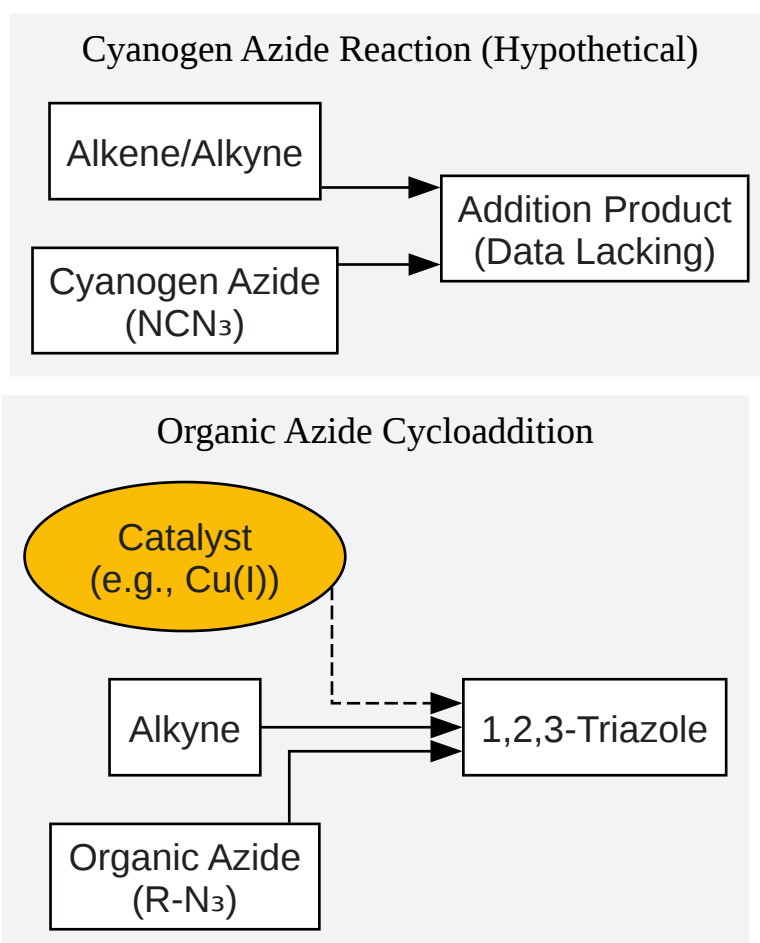 Cyanogen Azide Reaction (Hypothetical)
Alkene/Alkyne
Addition Product
(Data Lacking)
Cyanogen Azide
(NCN₃)
Organic Azide Cycloaddition
Catalyst
(e.g., Cu(I))
Alkyne
1,2,3-Triazole
Organic Azide
(R-N₃)